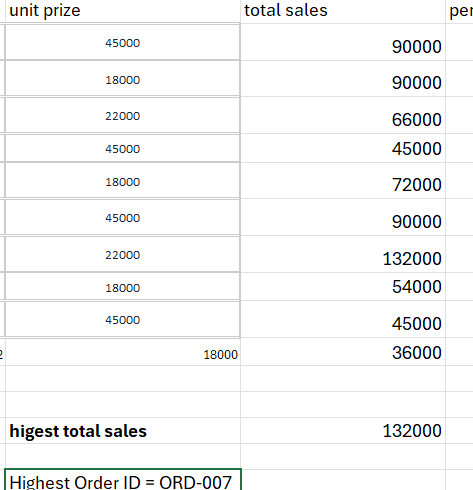 unit prize total sales per
45000 90000
18000 90000
22000 66000
45000 45000
18000 72000
45000 90000
22000 132000
18000 54000
45000 45000
2 18000 36000
higest total sales 132000
Highest Order ID = ORD-007